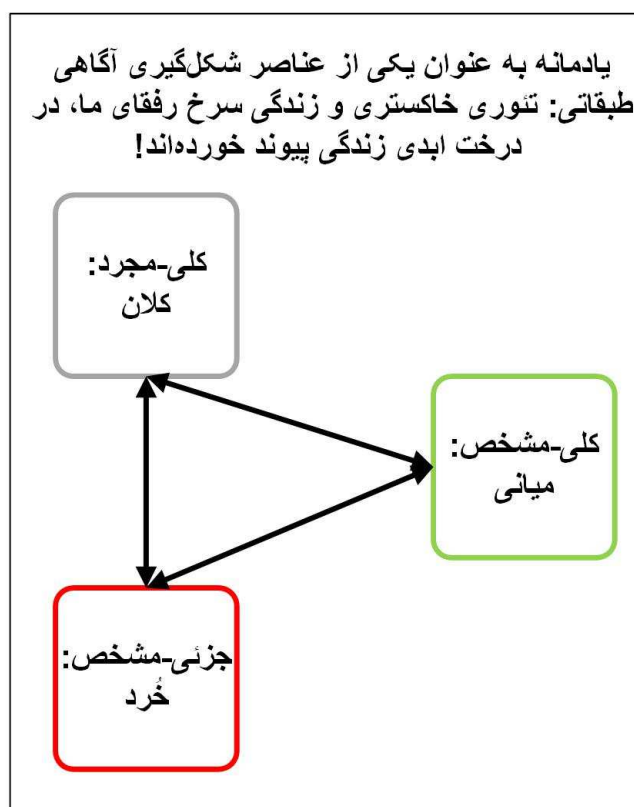 یادمانه به عنوان یکی از عناصر شکل‌گیری آگاهی
طبقاتی: تئوری خاکستری و زندگی سرخ رفقای ما، در
درخت ابدی زندگی پیوند خورده‌اند!
کلی-مجرد:
کلان
کلی-مشخص:
میانی
جزئی-مشخص:
خُرد